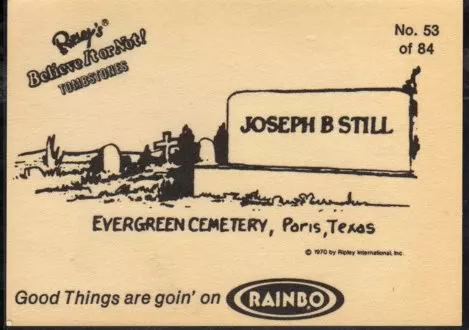 Ripley's®
Believe It or Not!
TOMBSTONES
No. 53
of 84
JOSEPH B STILL
EVERGREEN CEMETERY, Paris, Texas
© 1970 by Ripley International, Inc.
Good Things are goin' on RAINBO